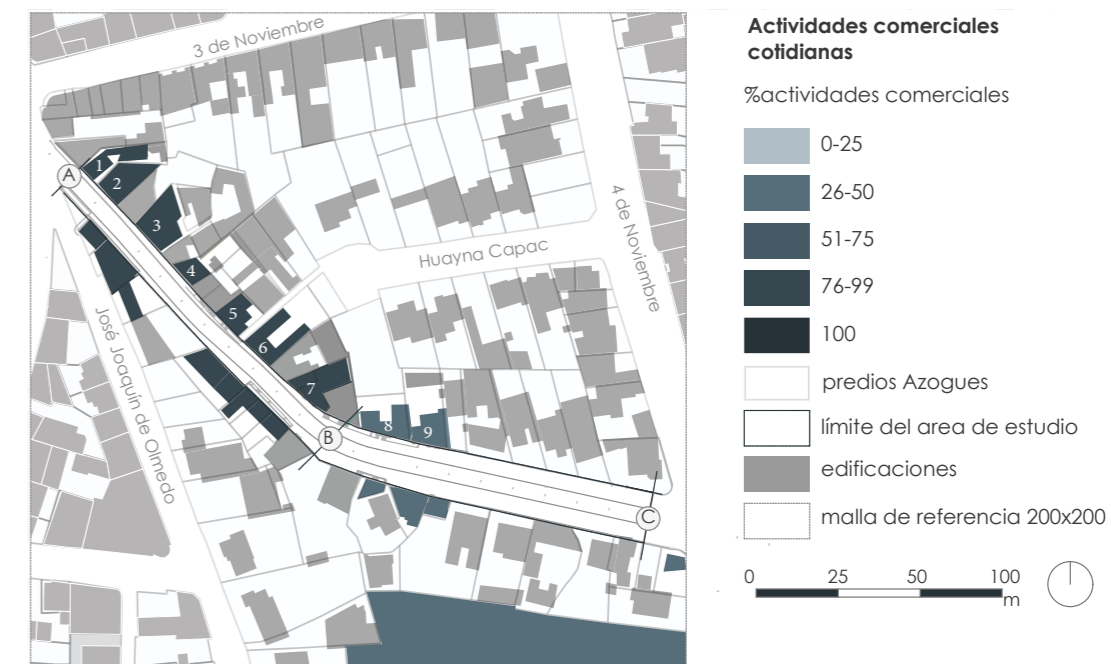 3 de Noviembre
A
1
2
3
4
5
6
7
8
9
B
C
Huayna Capac
4 de Noviembre
José Joaquín de Olmedo
Actividades comerciales
cotidianas
%actividades comerciales
0-25
26-50
51-75
76-99
100
predios Azogues
límite del area de estudio
edificaciones
malla de referencia 200x200
0 25 50 100
m